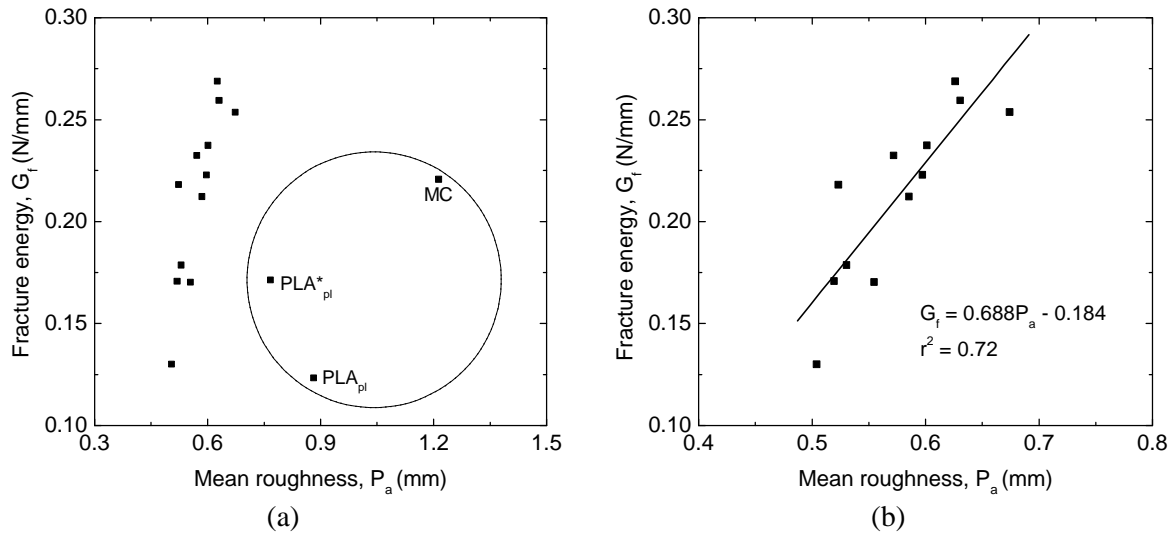 0.30
0.25
0.20
0.15
0.10
Fracture energy, G_f (N/mm)
MC
PLA*_pl
PLA_pl
0.3 0.6 0.9 1.2 1.5
Mean roughness, P_a (mm)
(a)
0.30
0.25
0.20
0.15
0.10
Fracture energy, G_f (N/mm)
G_f = 0.688P_a - 0.184
r² = 0.72
0.4 0.5 0.6 0.7 0.8
Mean roughness, P_a (mm)
(b)